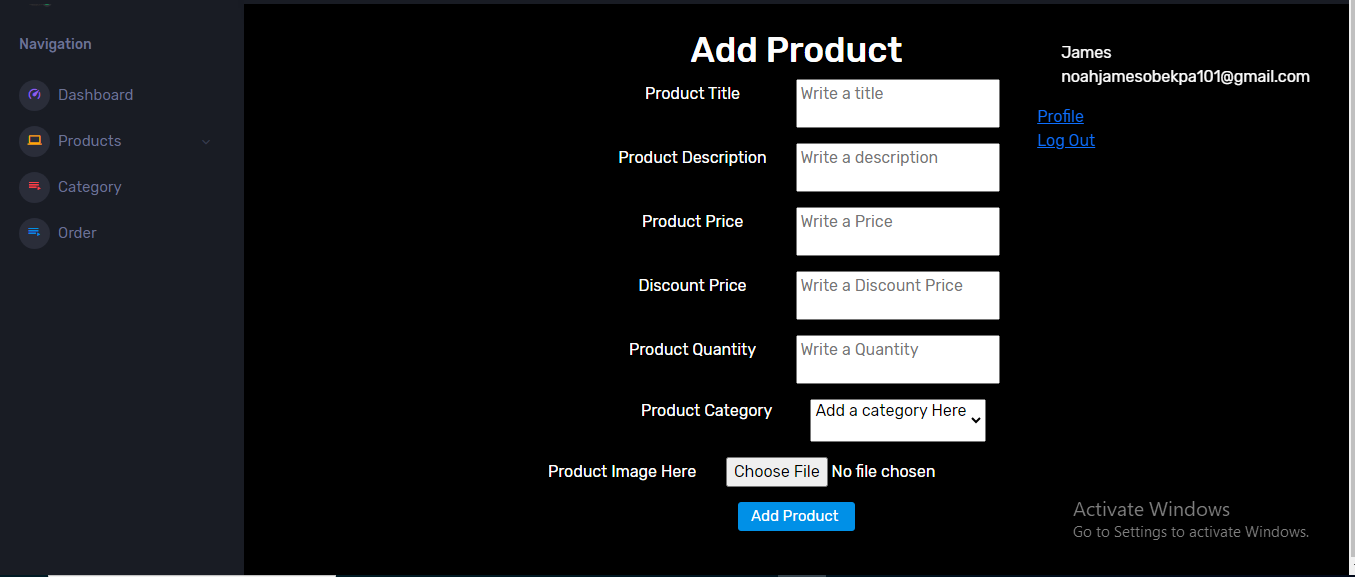 Navigation
Dashboard
Products
Category
Order
Add Product
Product Title
Write a title
Product Description
Write a description
Product Price
Write a Price
Discount Price
Write a Discount Price
Product Quantity
Write a Quantity
Product Category
Add a category Here
Product Image Here
Choose File No file chosen
Add Product
James
noahjamesobekpa101@gmail.com
Profile
Log Out
Activate Windows
Go to Settings to activate Windows.